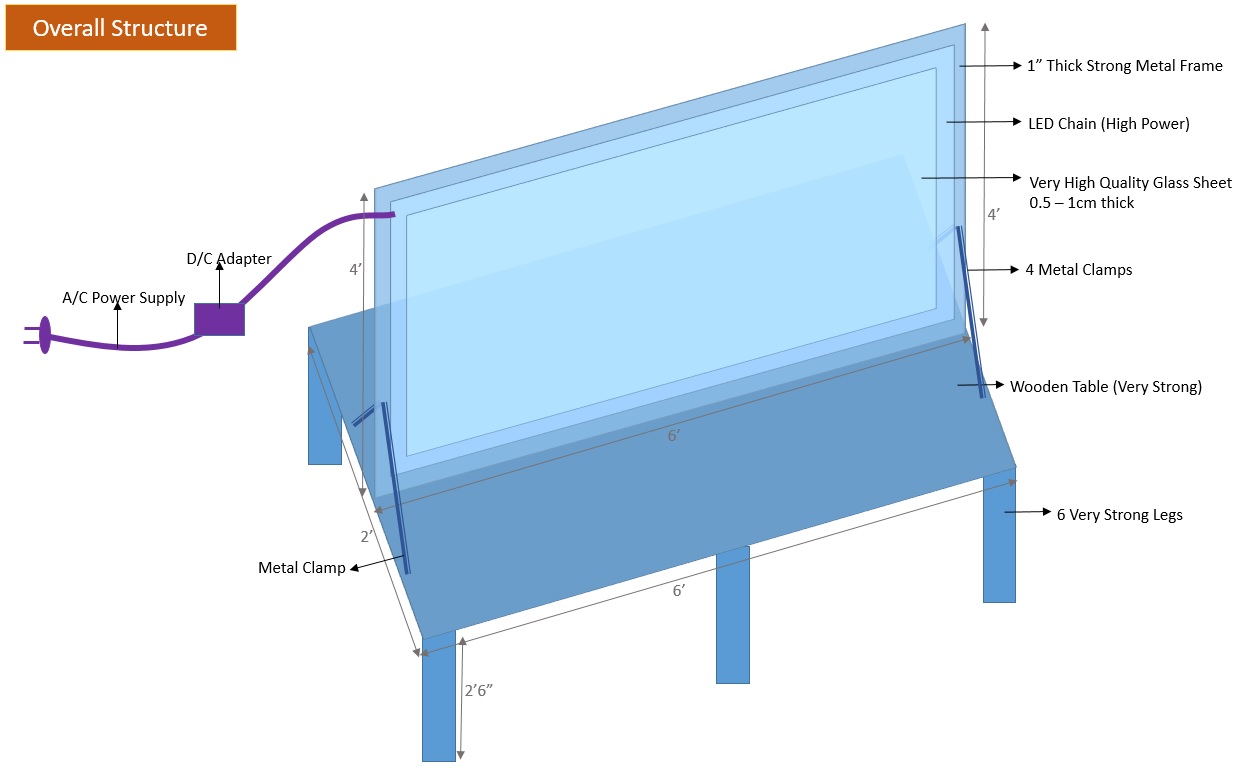 Overall Structure
1” Thick Strong Metal Frame
LED Chain (High Power)
Very High Quality Glass Sheet
0.5 – 1cm thick
4’
D/C Adapter
4’
4 Metal Clamps
A/C Power Supply
Wooden Table (Very Strong)
6’
6 Very Strong Legs
2’
Metal Clamp
6’
2’6”